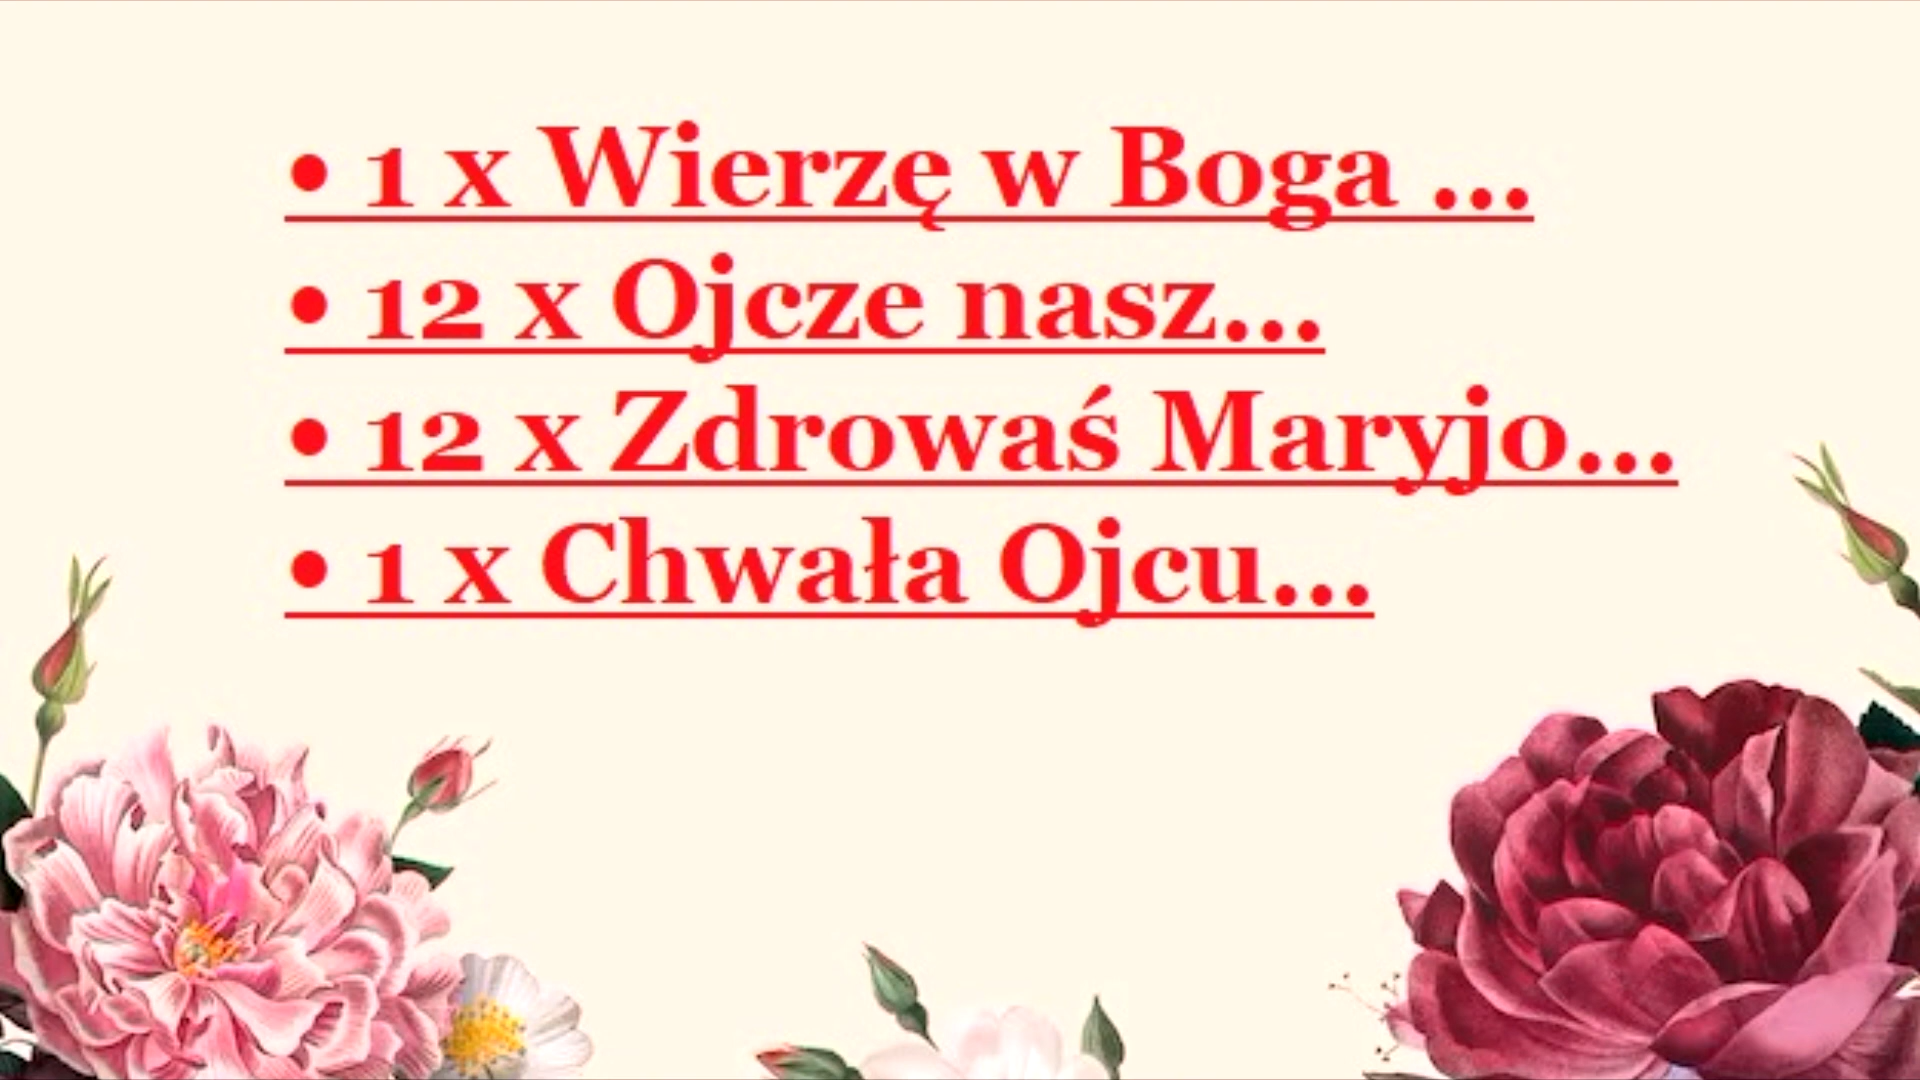 • 1 x Wierzę w Boga ...
• 12 x Ojcze nasz...
• 12 x Zdrowaś Maryjo...
• 1 x Chwała Ojcu...